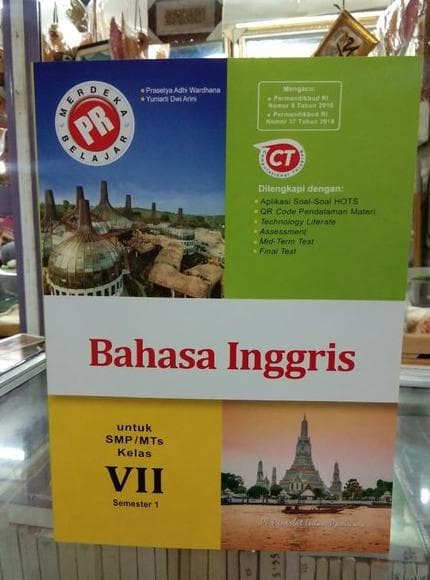 MERDEKA
PR
BELAJAR
• Prasetya Adhi Wardhana
• Yuniarti Dwi Arini
Mengacu:
• Permendikbud RI
Nomor 8 Tahun 2016
• Permendikbud RI
Nomor 37 Tahun 2018
CT
Dilengkapi dengan:
• Aplikasi Soal-Soal HOTS
• QR Code Pendalaman Materi
• Technology Literate
• Assessment
• Mid-Term Test
• Final Test
Bahasa Inggris
untuk
SMP/MTs
Kelas
VII
Semester 1